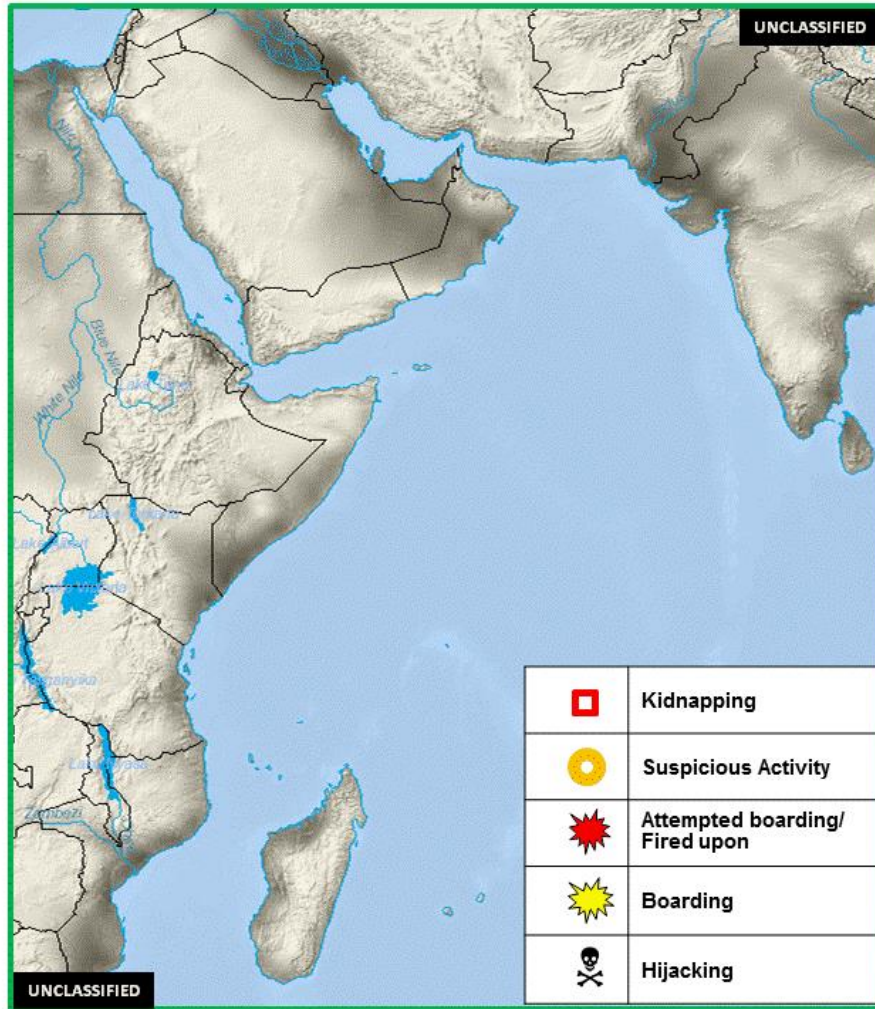 UNCLASSIFIED
Nile
Blue Nile
White Nile
Lake Tana
Lake Turkana
Lake Albert
Lake Victoria
Tanganyika
Lake Nyasa
Zambezi
Kidnapping
Suspicious Activity
Attempted boarding/
Fired upon
Boarding
Hijacking
UNCLASSIFIED